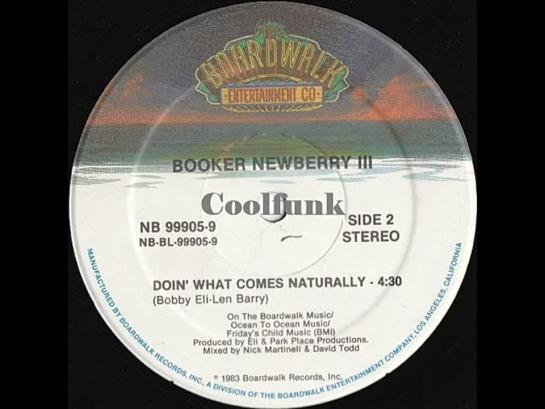 THE
BOARDWALK
ENTERTAINMENT CO
BOOKER NEWBERRY III
Coolfunk
NB 99905-9
NB-BL-99905-9
SIDE 2
STEREO
DOIN' WHAT COMES NATURALLY - 4:30
(Bobby Eli-Len Barry)
On The Boardwalk Music/
Ocean To Ocean Music/
Friday's Child Music (BMI)
Produced by Eli & Park Place Productions.
Mixed by Nick Martinelli & David Todd
℗ 1983 Boardwalk Records, Inc.
MANUFACTURED BY BOARDWALK RECORDS, INC., A DIVISION OF THE BOARDWALK ENTERTAINMENT COMPANY, LOS ANGELES, CALIFORNIA